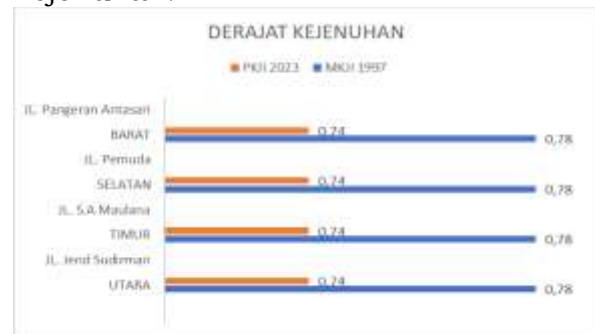 DERAJAT KEJENUHAN
PKJI 2023 MKJI 1997
JL. Pangeran Antasari
BARAT 0,74 0,78
JL. Pemuda
SELATAN 0,74 0,78
JL. S.A Maulana
TIMUR 0,74 0,78
JL. Jend Sudirman
UTARA 0,74 0,78